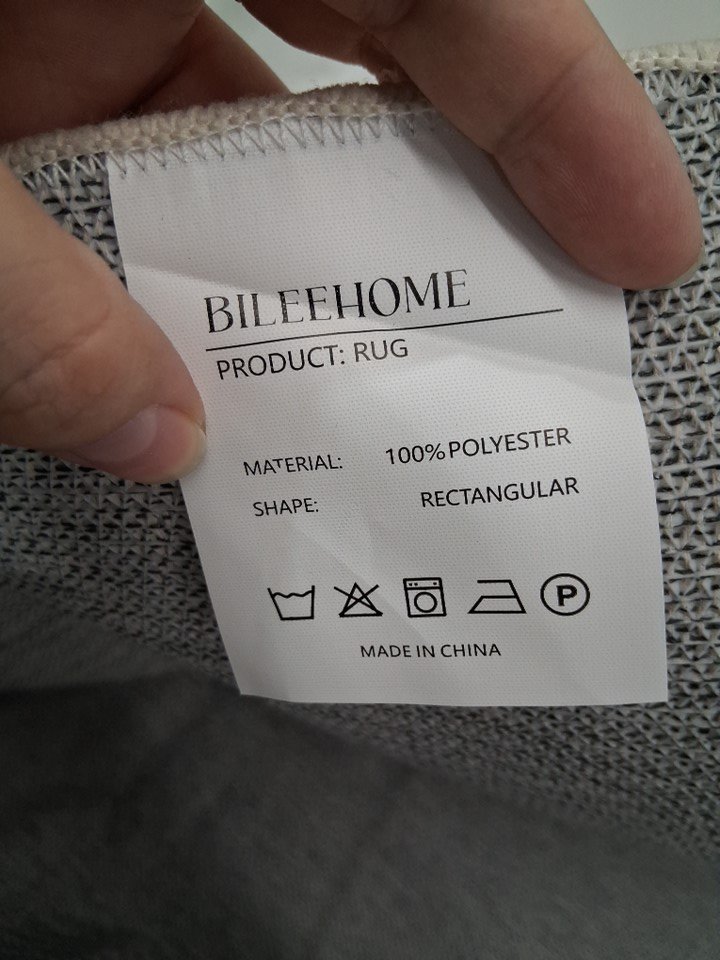 BILEEHOME
PRODUCT: RUG
MATERIAL: 100%POLYESTER
SHAPE: RECTANGULAR
P
MADE IN CHINA